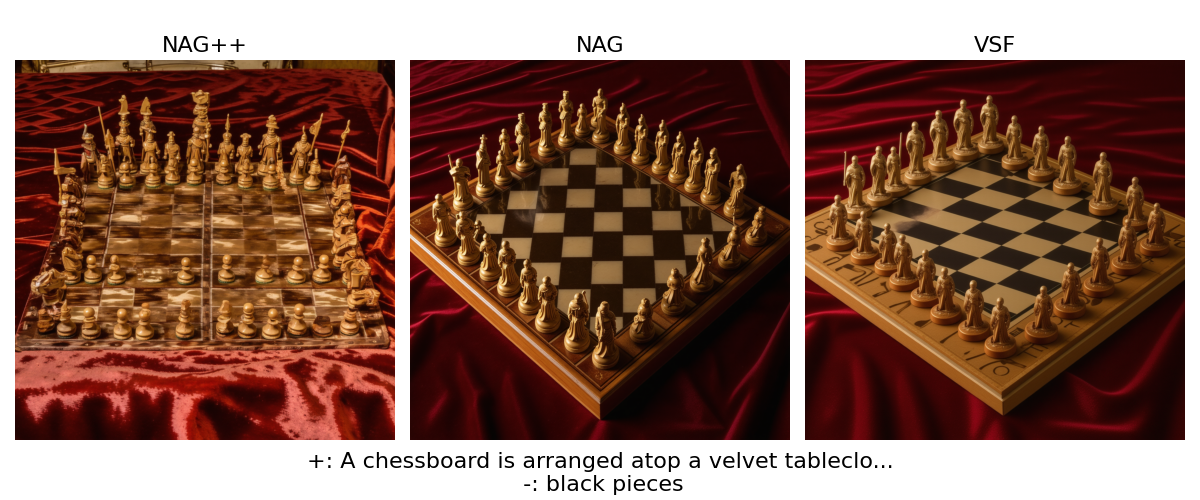 NAG++
NAG
VSF
+: A chessboard is arranged atop a velvet tableclo...
-: black pieces